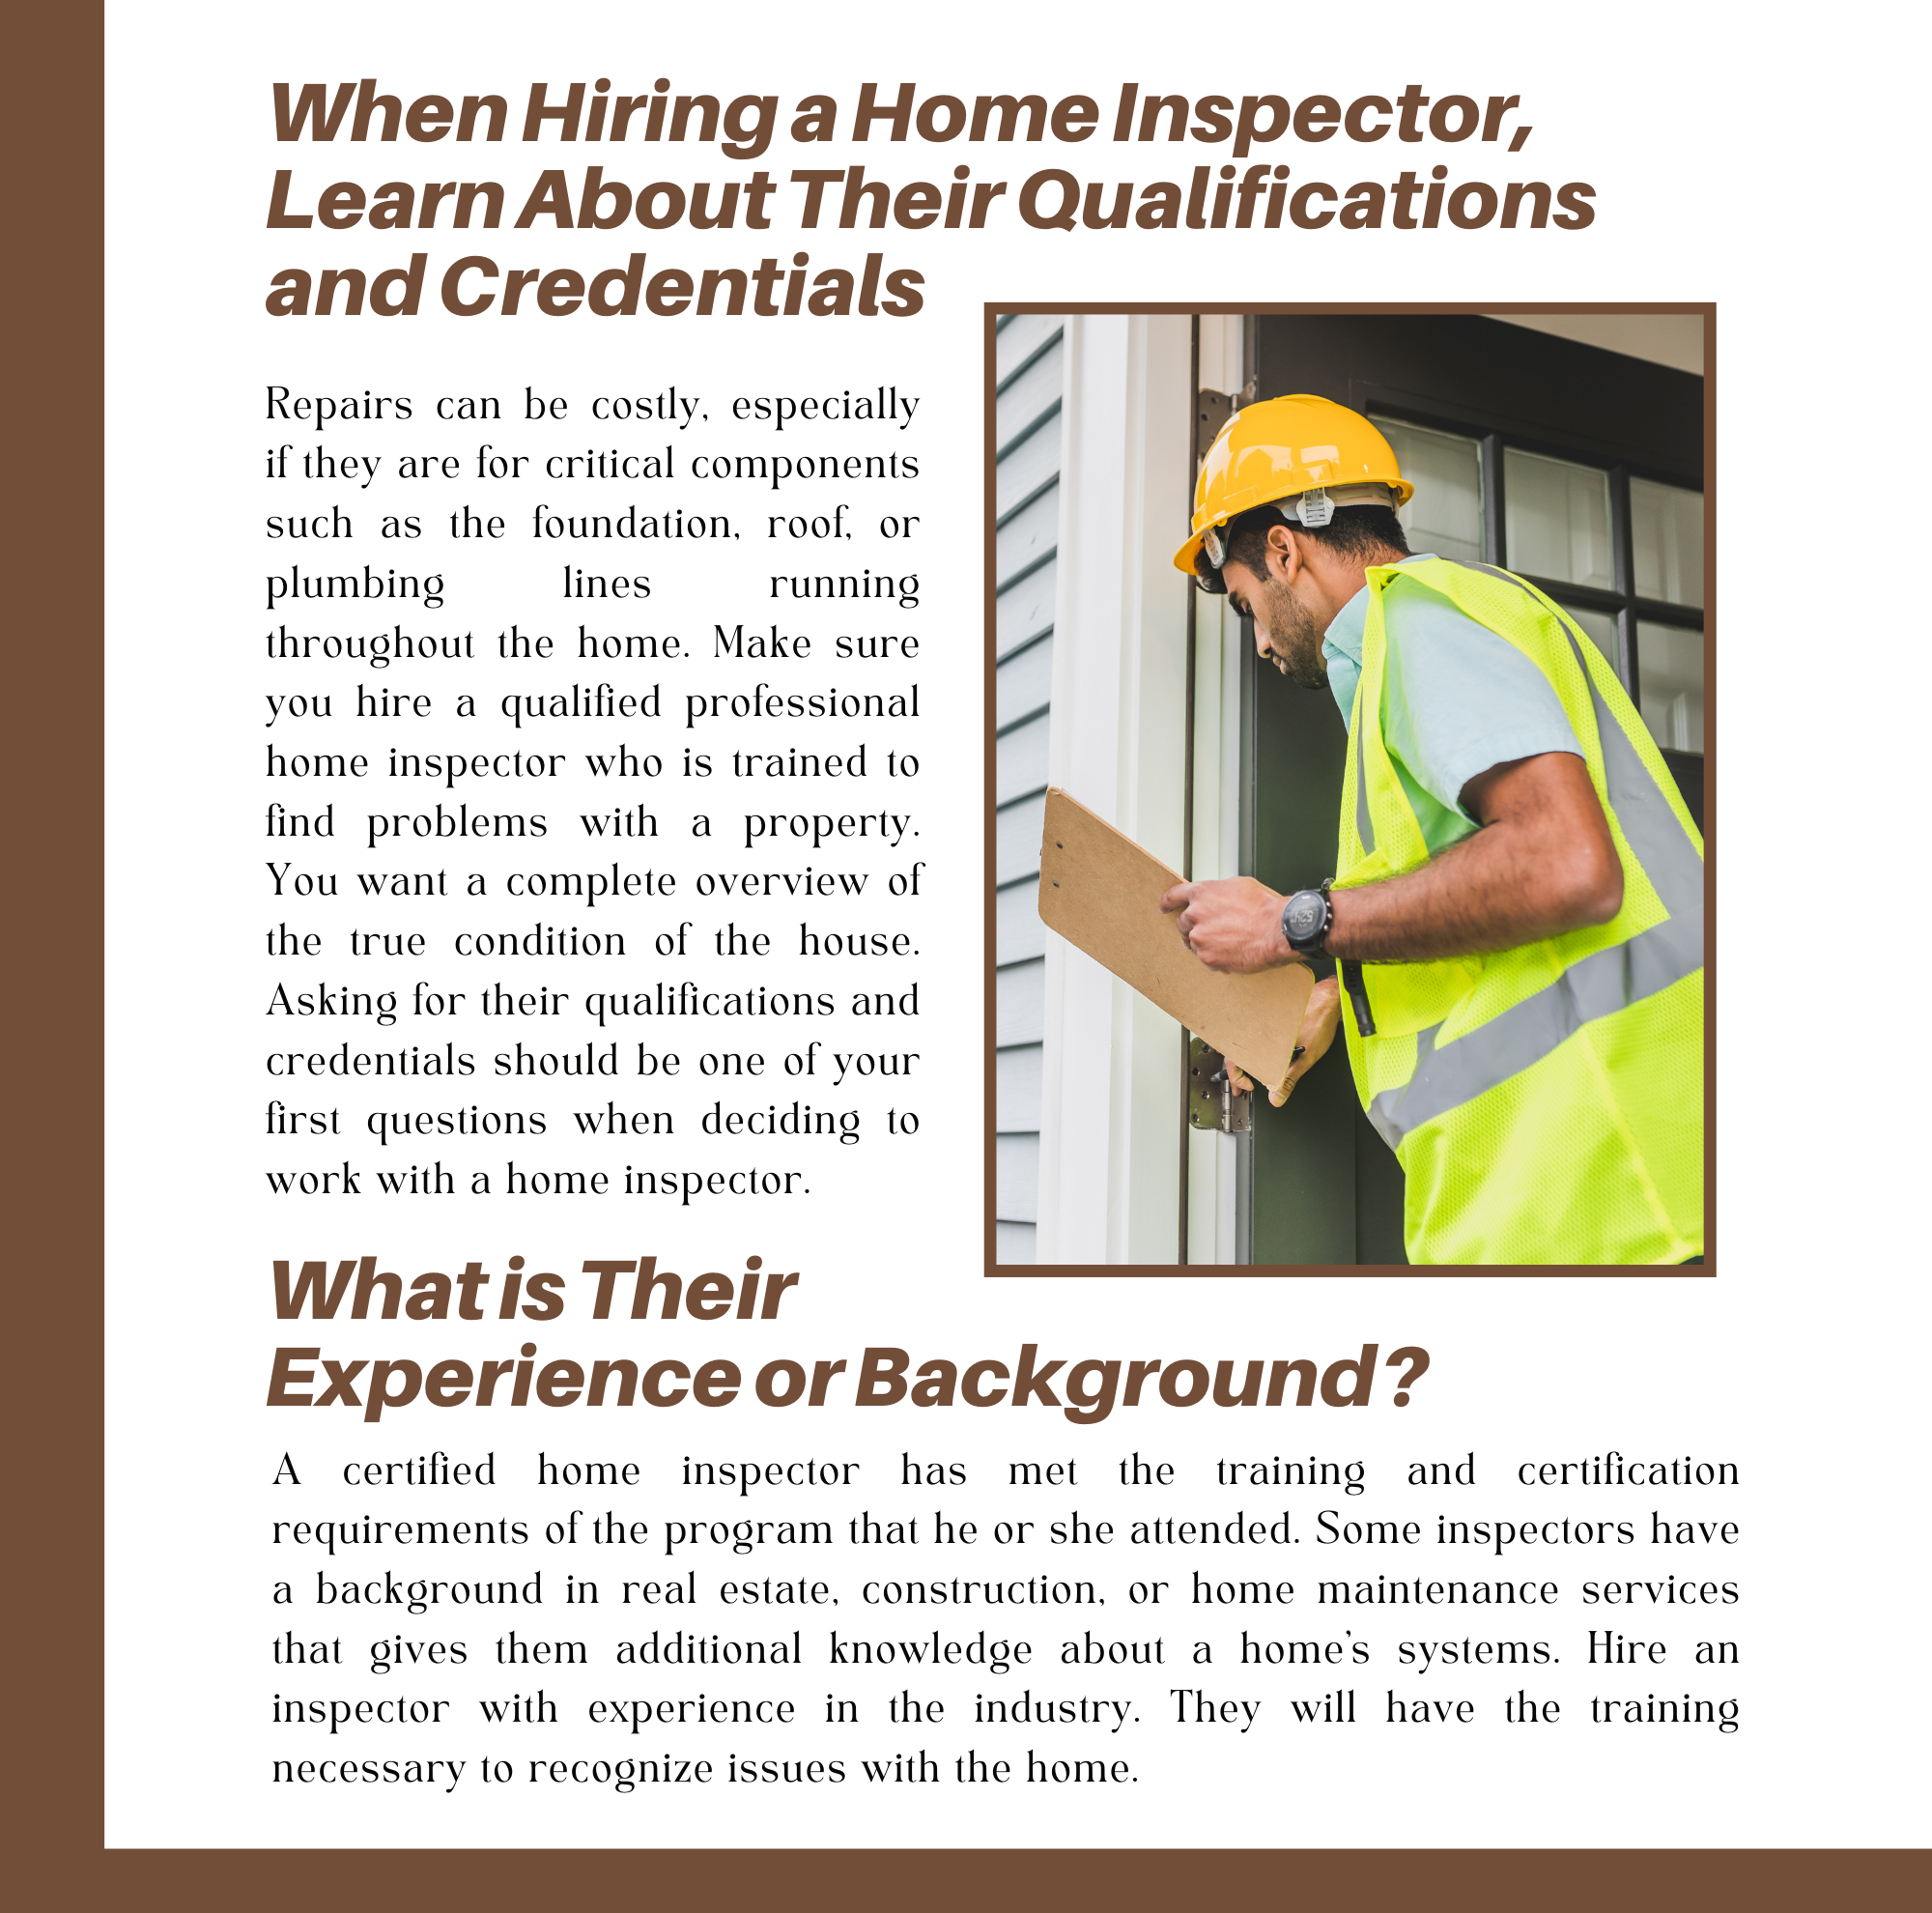 When Hiring a Home Inspector,
Learn About Their Qualifications
and Credentials
Repairs can be costly, especially
if they are for critical components
such as the foundation, roof, or
plumbing lines running
throughout the home. Make sure
you hire a qualified professional
home inspector who is trained to
find problems with a property.
You want a complete overview of
the true condition of the house.
Asking for their qualifications and
credentials should be one of your
first questions when deciding to
work with a home inspector.
What is Their
Experience or Background?
A certified home inspector has met the training and certification
requirements of the program that he or she attended. Some inspectors have
a background in real estate, construction, or home maintenance services
that gives them additional knowledge about a home’s systems. Hire an
inspector with experience in the industry. They will have the training
necessary to recognize issues with the home.